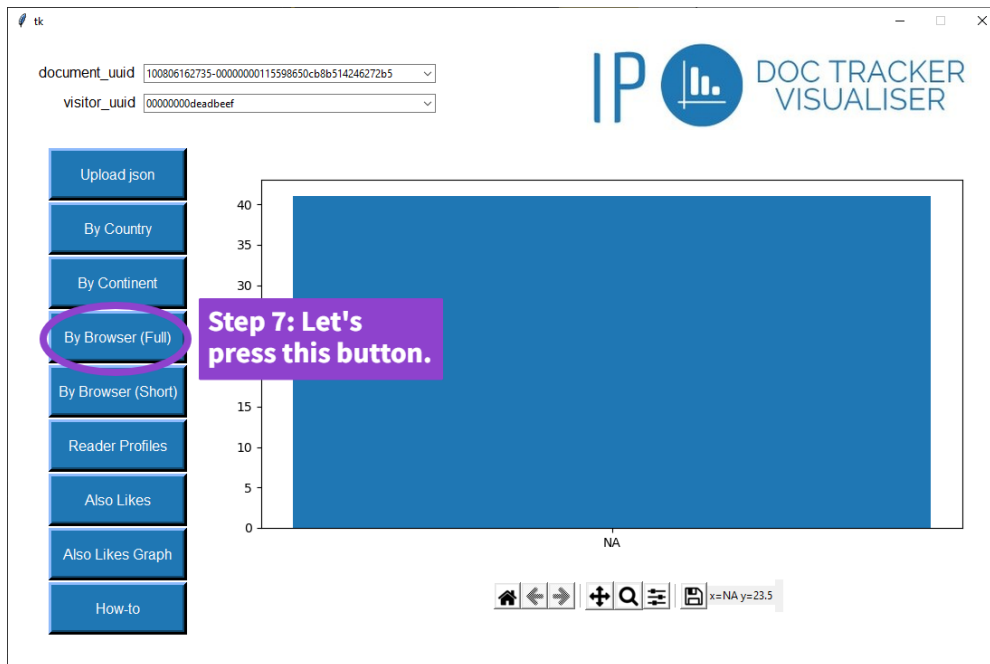 tk
document_uuid 100806162735-00000000115598650cb8b514246272b5
visitor_uuid 00000000deadbeef
IP DOC TRACKER
VISUALISER
Upload json
By Country
By Continent
By Browser (Full)
By Browser (Short)
Reader Profiles
Also Likes
Also Likes Graph
How-to
Step 7: Let's
press this button.
40
35
30
15
10
5
0
NA
x=NA y=23.5